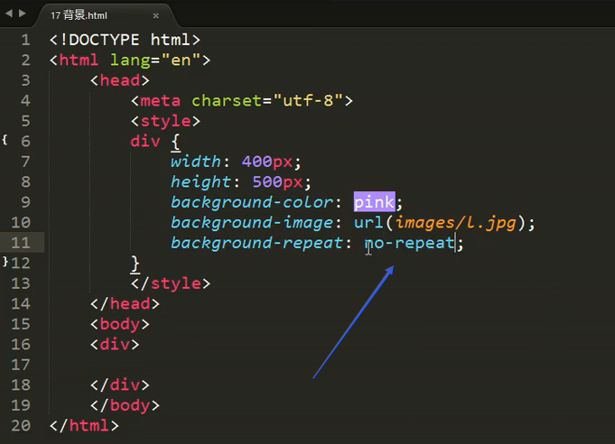 17 背景.html ×
1 <!DOCTYPE html>
2 <html lang="en">
3 <head>
4 <meta charset="utf-8">
5 <style>
6 div {
7 width: 400px;
8 height: 500px;
9 background-color: pink;
10 background-image: url(images/l.jpg);
11 background-repeat: no-repeat;
12 }
13 </style>
14 </head>
15 <body>
16 <div>
17
18 </div>
19 </body>
20 </html>